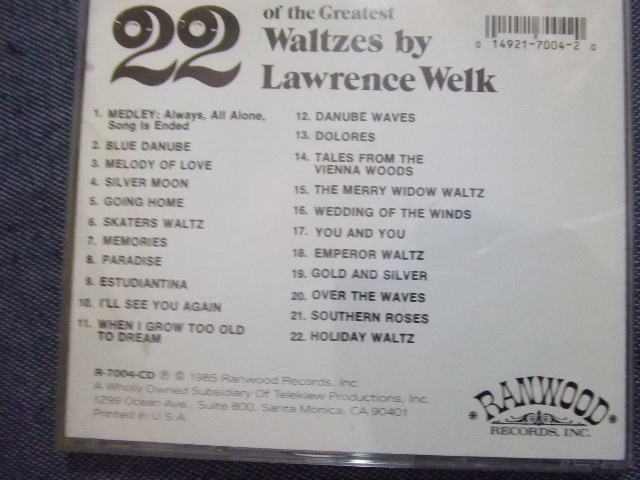 22
of the Greatest
Waltzes by
Lawrence Welk
0 14921-7004-2 0
1. MEDLEY: Always, All Alone,
Song is Ended
2. BLUE DANUBE
3. MELODY OF LOVE
4. SILVER MOON
5. GOING HOME
6. SKATERS WALTZ
7. MEMORIES
8. PARADISE
9. ESTUDIANTINA
10. I'LL SEE YOU AGAIN
11. WHEN I GROW TOO OLD
TO DREAM
12. DANUBE WAVES
13. DOLORES
14. TALES FROM THE
VIENNA WOODS
15. THE MERRY WIDOW WALTZ
16. WEDDING OF THE WINDS
17. YOU AND YOU
18. EMPEROR WALTZ
19. GOLD AND SILVER
20. OVER THE WAVES
21. SOUTHERN ROSES
22. HOLIDAY WALTZ
R-7004-CD ℗ © 1985 Ranwood Records, Inc.
A Wholly Owned Subsidiary Of Teleklew Productions, Inc.
1299 Ocean Ave., Suite 800, Santa Monica, CA 90401
Printed in U.S.A.
RANWOOD
RECORDS, INC.